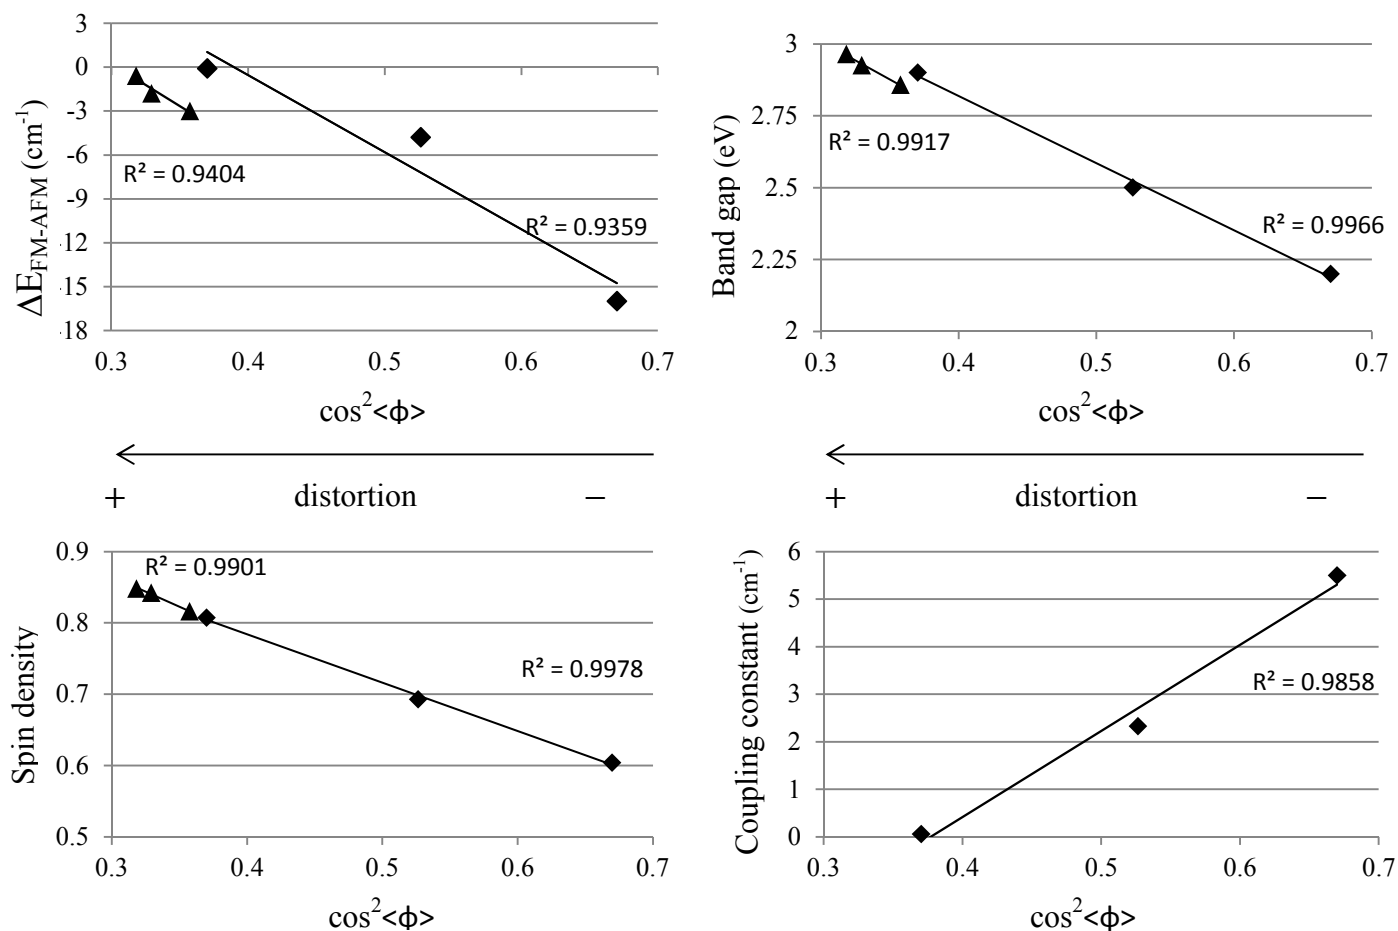 3
0
-3
-6
-9
-12
-15
-18
ΔE_FM-AFM (cm⁻¹)
R² = 0.9404
R² = 0.9359
0.3 0.4 0.5 0.6 0.7
cos²<ϕ>
3
2.75
2.5
2.25
2
Band gap (eV)
R² = 0.9917
R² = 0.9966
0.3 0.4 0.5 0.6 0.7
cos²<ϕ>
+ distortion −
+ distortion −
0.9
0.8
0.7
0.6
0.5
Spin density
R² = 0.9901
R² = 0.9978
0.3 0.4 0.5 0.6 0.7
cos²<ϕ>
6
5
4
3
2
1
0
Coupling constant (cm⁻¹)
R² = 0.9858
0.3 0.4 0.5 0.6 0.7
cos²<ϕ>